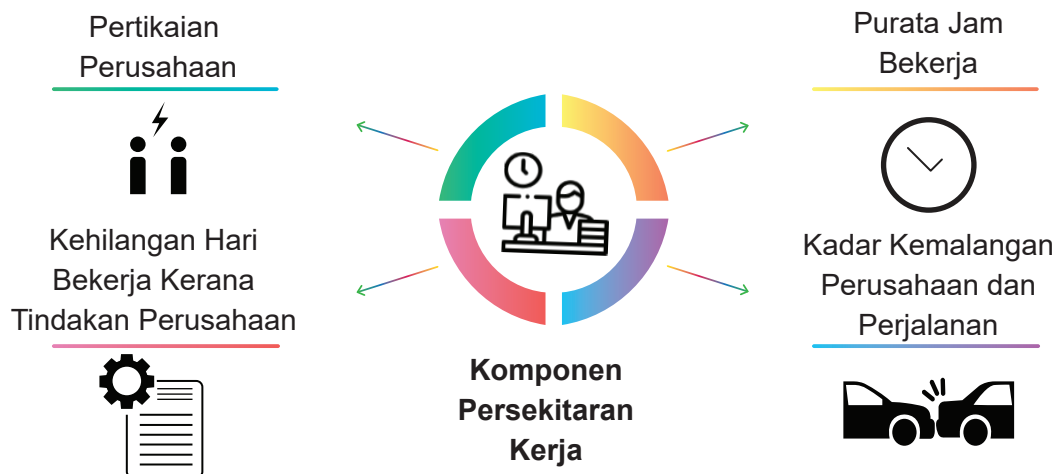 Pertikaian
Perusahaan
Purata Jam
Bekerja
Kehilangan Hari
Bekerja Kerana
Tindakan Perusahaan
Kadar Kemalangan
Perusahaan dan
Perjalanan
Komponen
Persekitaran
Kerja